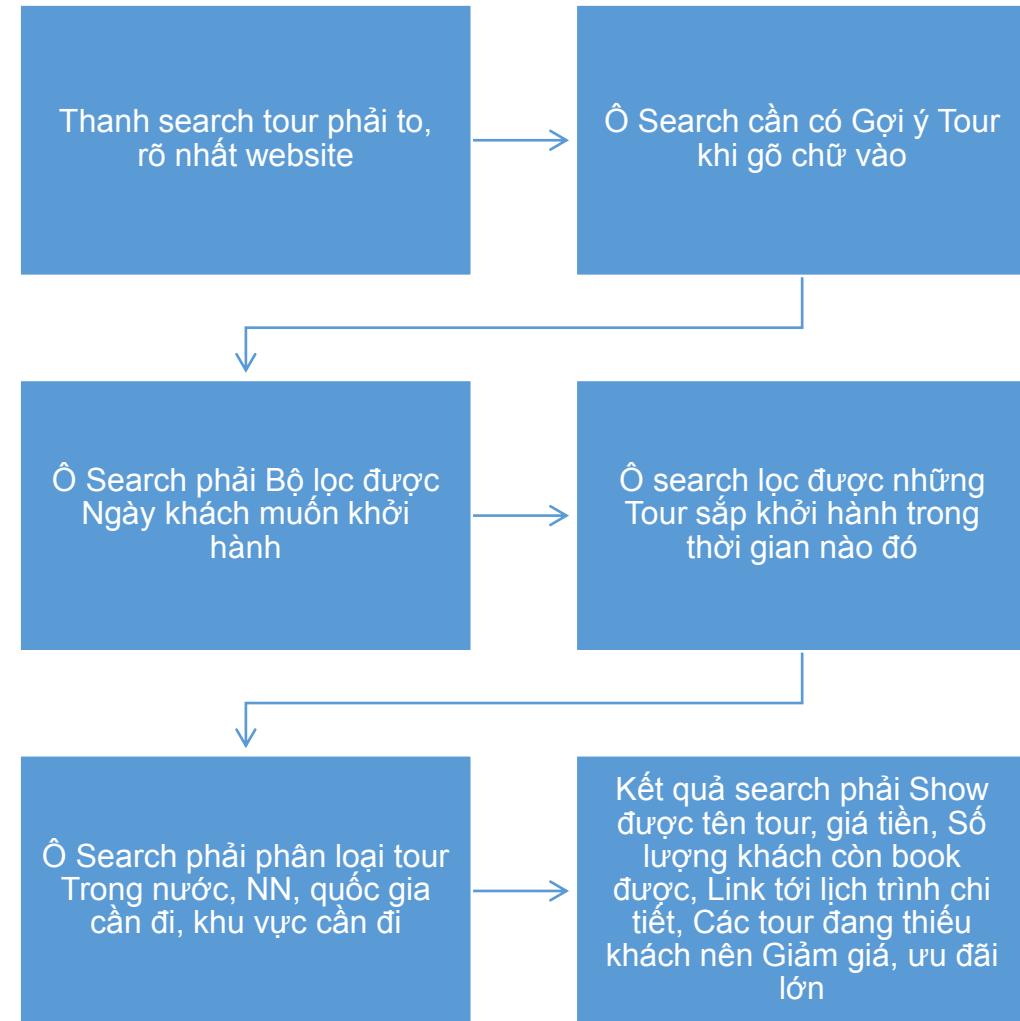 Thanh search tour phải to,
rõ nhất website
Ô Search cần có Gợi ý Tour
khi gõ chữ vào
Ô Search phải Bộ lọc được
Ngày khách muốn khởi
hành
Ô search lọc được những
Tour sắp khởi hành trong
thời gian nào đó
Ô Search phải phân loại tour
Trong nước, NN, quốc gia
cần đi, khu vực cần đi
Kết quả search phải Show
được tên tour, giá tiền, Số
lượng khách còn book
được, Link tới lịch trình chi
tiết, Các tour đang thiếu
khách nên Giảm giá, ưu đãi
lớn